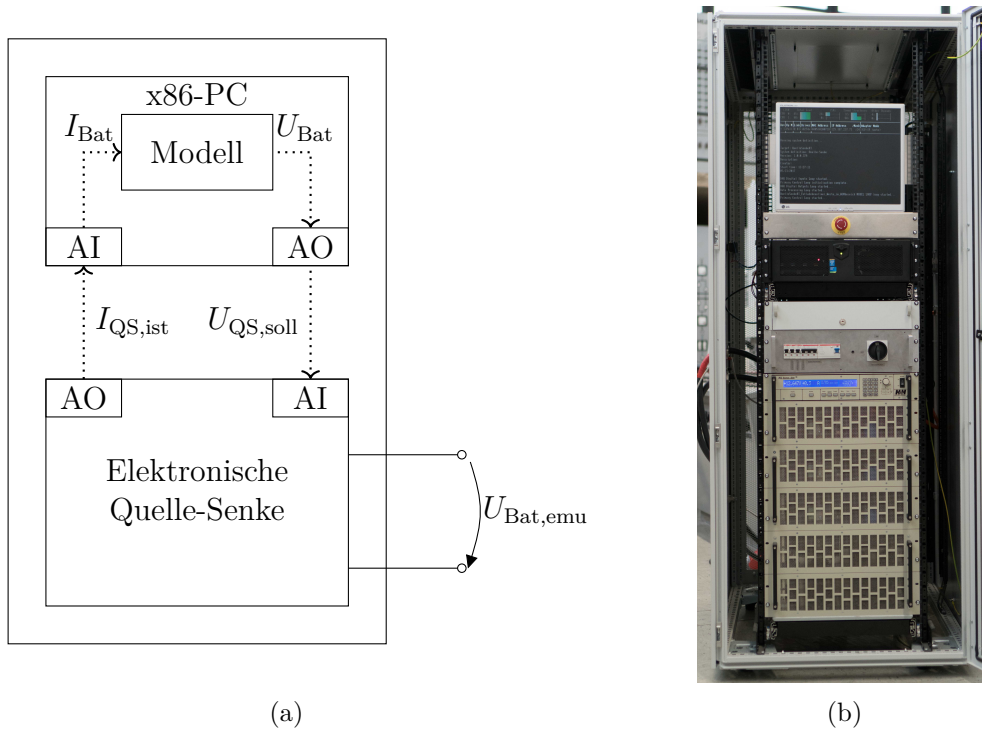 x86-PC
I_Bat
U_Bat
Modell
AI
AO
I_QS,ist
U_QS,soll
AO
AI
Elektronische
Quelle-Senke
U_Bat,emu
(a)
(b)